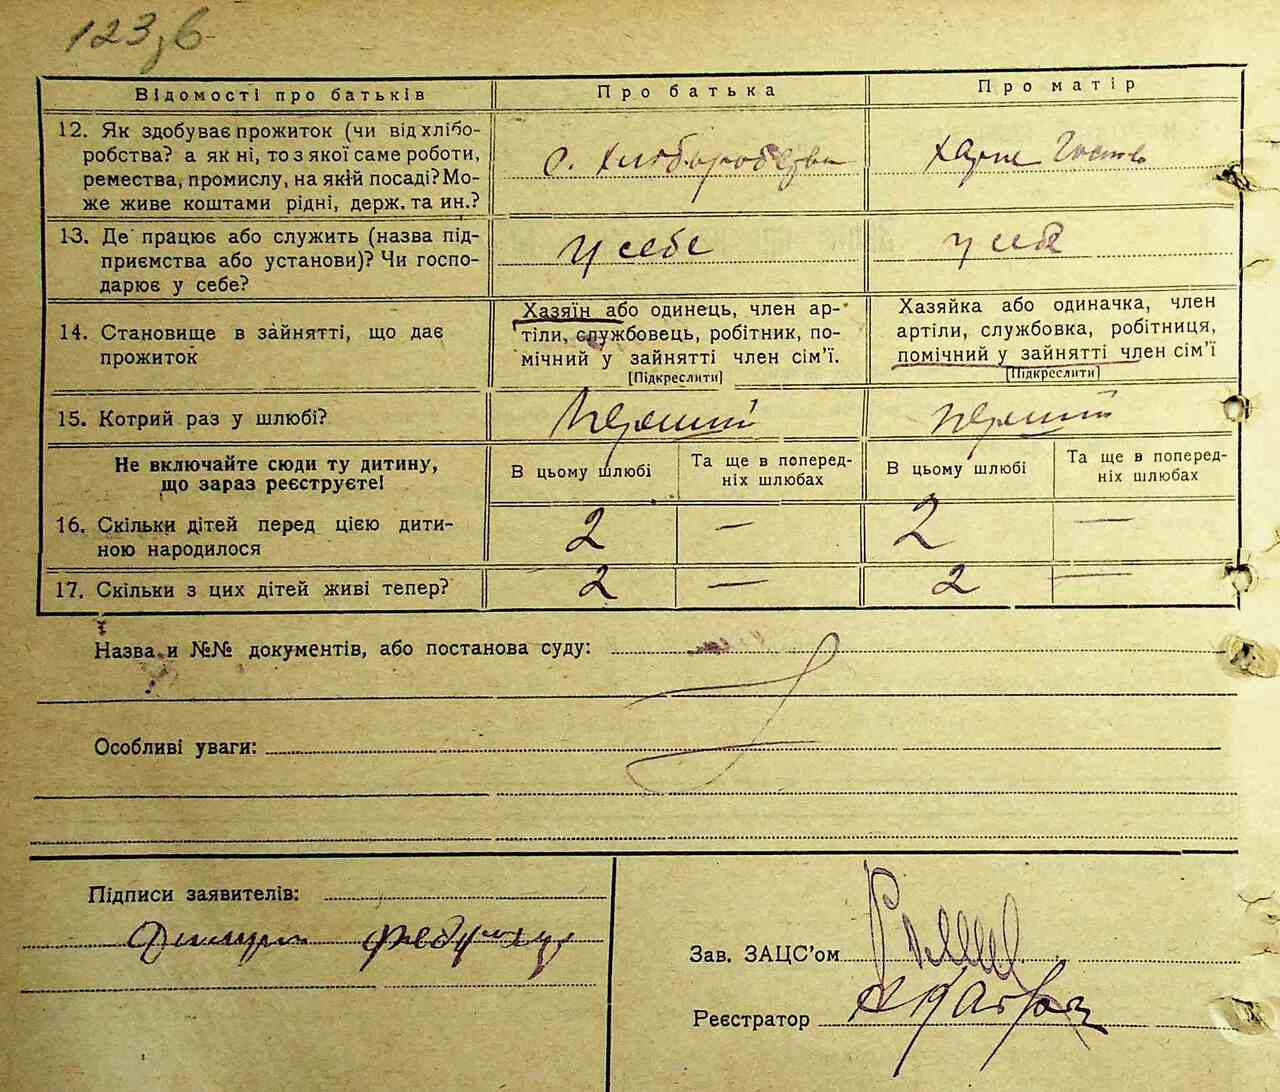 123,6
Відомості про батьків
Про батька
Про матір
12. Як здобуває прожиток (чи від хлібо-
робства? а як ні, то з якої саме роботи,
ремества, промислу, на якій посаді? Мо-
же живе коштами рідні, держ. та ин.?
13. Де працює або служить (назва під-
приємства або установи)? Чи госпо-
дарює у себе?
у себе
у себе
14. Становище в зайнятті, що дає
прожиток
Хазяїн або одинець, член ар-
тіли, службовець, робітник, по-
мічний у зайнятті член сім'ї.
[Підкреслити]
Хазяйка або одиначка, член
артіли, службовка, робітниця,
помічний у зайнятті член сім'ї
[Підкреслити]
15. Котрий раз у шлюбі?
перший
перший
Не включайте сюди ту дитину,
що зараз реєструєте!
В цьому шлюбі
Та ще в поперед-
ніх шлюбах
В цьому шлюбі
Та ще в поперед-
ніх шлюбах
16. Скільки дітей перед цією дити-
ною народилося
2 — 2 —
17. Скільки з цих дітей живі тепер?
2 — 2 —
Назва и №№ документів, або постанова суду:
Особливі уваги:
Підписи заявителів:
Зав. ЗАЦС'ом
Реєстратор